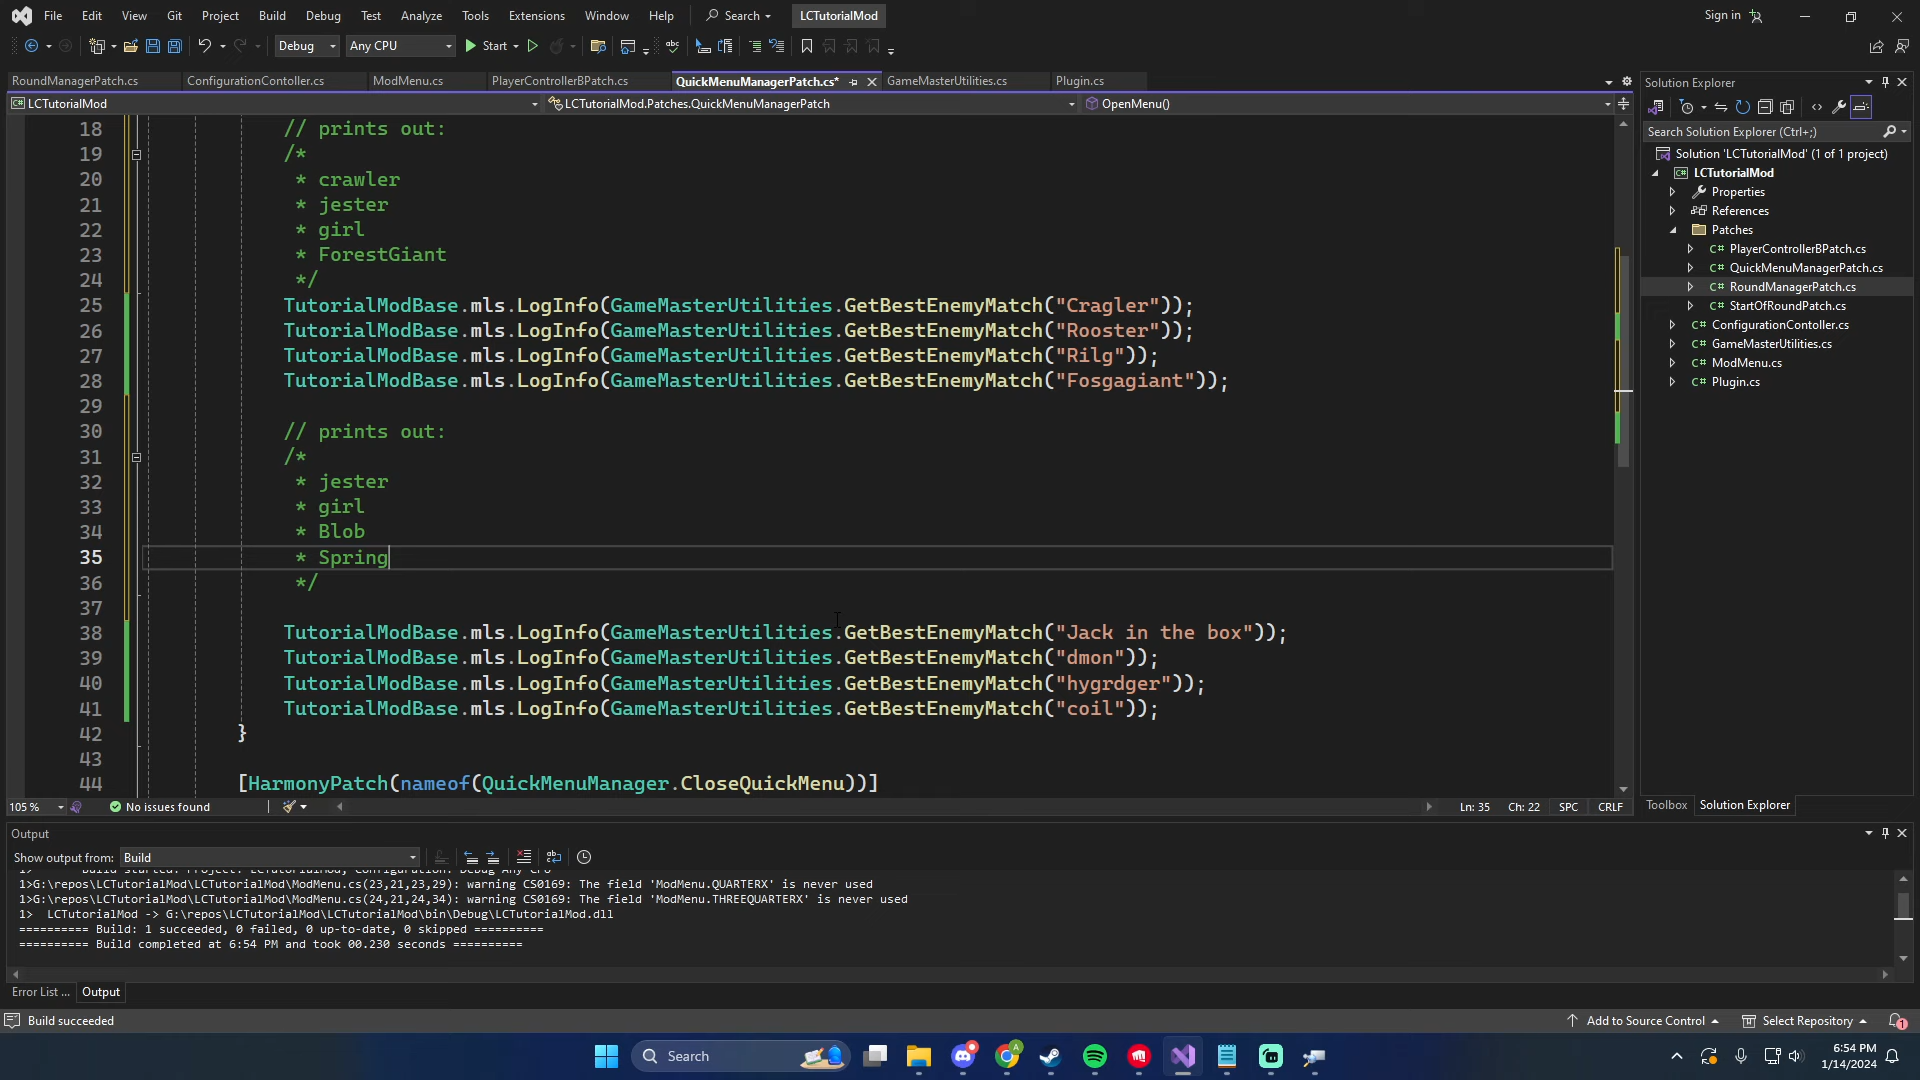 File Edit View Git Project Build Debug Test Analyze Tools Extensions Window Help Search LCTutorialMod Sign in
Debug Any CPU Start
RoundManagerPatch.cs ConfigurationContoller.cs ModMenu.cs PlayerControllerBPatch.cs QuickMenuManagerPatch.cs* GameMasterUtilities.cs Plugin.cs
LCTutorialMod LCTutorialMod.Patches.QuickMenuManagerPatch OpenMenu()
18 // prints out:
19 /*
20 * crawler
21 * jester
22 * girl
23 * ForestGiant
24 */
25 TutorialModBase.mls.LogInfo(GameMasterUtilities.GetBestEnemyMatch("Cragler"));
26 TutorialModBase.mls.LogInfo(GameMasterUtilities.GetBestEnemyMatch("Rooster"));
27 TutorialModBase.mls.LogInfo(GameMasterUtilities.GetBestEnemyMatch("Rilg"));
28 TutorialModBase.mls.LogInfo(GameMasterUtilities.GetBestEnemyMatch("Fosgagiant"));
29
30 // prints out:
31 /*
32 * jester
33 * girl
34 * Blob
35 * Spring
36 */
37
38 TutorialModBase.mls.LogInfo(GameMasterUtilities.GetBestEnemyMatch("Jack in the box"));
39 TutorialModBase.mls.LogInfo(GameMasterUtilities.GetBestEnemyMatch("dmon"));
40 TutorialModBase.mls.LogInfo(GameMasterUtilities.GetBestEnemyMatch("hygrdger"));
41 TutorialModBase.mls.LogInfo(GameMasterUtilities.GetBestEnemyMatch("coil"));
42 }
43
44 [HarmonyPatch(nameof(QuickMenuManager.CloseQuickMenu))]
105 % No issues found Ln: 35 Ch: 22 SPC CRLF
Solution Explorer
Search Solution Explorer (Ctrl+;)
Solution 'LCTutorialMod' (1 of 1 project)
LCTutorialMod
Properties
References
Patches
C# PlayerControllerBPatch.cs
C# QuickMenuManagerPatch.cs
C# RoundManagerPatch.cs
C# StartOfRoundPatch.cs
C# ConfigurationContoller.cs
C# GameMasterUtilities.cs
C# ModMenu.cs
C# Plugin.cs
Toolbox Solution Explorer
Output
Show output from: Build
1> Build started: Project: LCTutorialMod, Configuration: Debug Any CPU
1>G:\repos\LCTutorialMod\LCTutorialMod\ModMenu.cs(23,21,23,29): warning CS0169: The field 'ModMenu.QUARTERX' is never used
1>G:\repos\LCTutorialMod\LCTutorialMod\ModMenu.cs(24,21,24,34): warning CS0169: The field 'ModMenu.THREEQUARTERX' is never used
1> LCTutorialMod -> G:\repos\LCTutorialMod\LCTutorialMod\bin\Debug\LCTutorialMod.dll
========== Build: 1 succeeded, 0 failed, 0 up-to-date, 0 skipped ==========
========== Build completed at 6:54 PM and took 00.230 seconds ==========
Error List ... Output
Build succeeded Add to Source Control Select Repository 1
Search 6:54 PM
1/14/2024